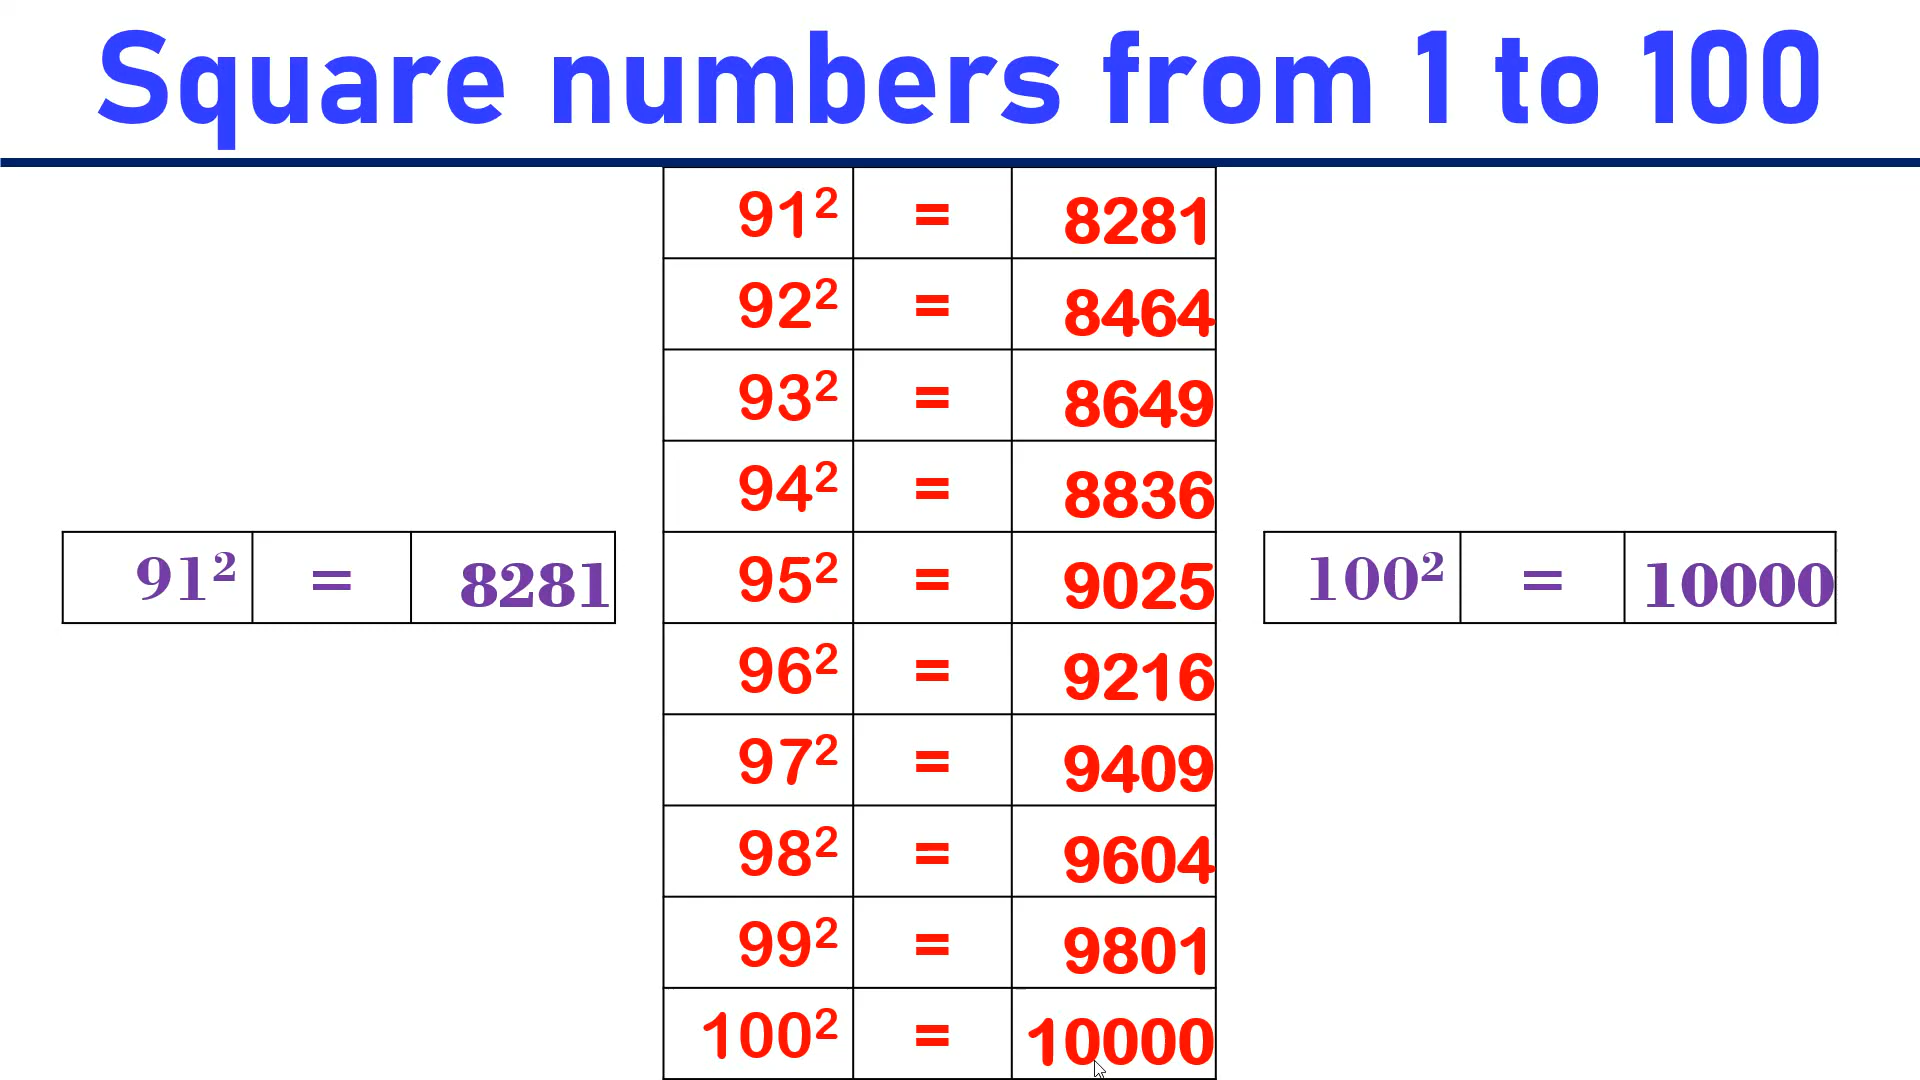 Square numbers from 1 to 100
91² = 8281
92² = 8464
93² = 8649
94² = 8836
91² = 8281
95² = 9025
100² = 10000
96² = 9216
97² = 9409
98² = 9604
99² = 9801
100² = 10000